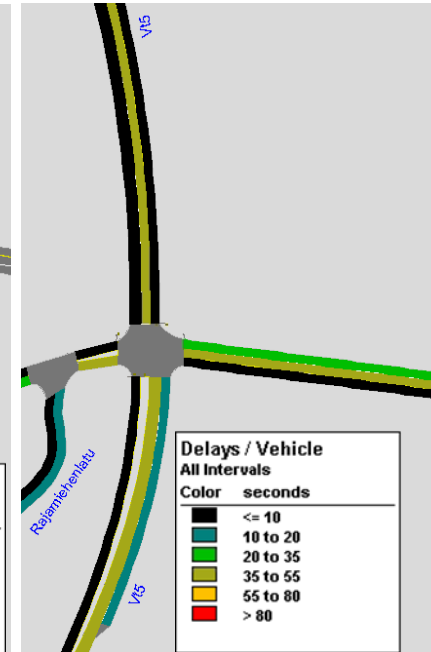 Vt5
Rajamiehenlatu
Vt5
Delays / Vehicle
All Intervals
Color seconds
<= 10
10 to 20
20 to 35
35 to 55
55 to 80
> 80